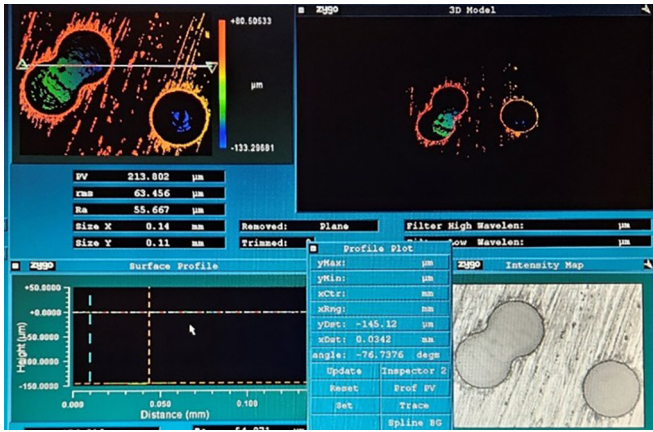 +80.50533
μm
-133.29681
zygo
3D Model
PV 213.802 μm
rms 63.456 μm
Ra 55.667 μm
Size X 0.14 mm
Size Y 0.11 mm
Removed: Plane
Trimmed:
Filter High Wavelen: μm
Low Wavelen: μm
zygo
Surface Profile
+50.0000
+0.0000
-50.0000
-100.0000
-150.0000
Height (μm)
0.000
0.050
0.100
Distance (mm)
Profile Plot
yMax: μm
yMin: μm
xCtr: mm
xRng: mm
yDst: -145.12 μm
xDst: 0.0342 mm
angle: -76.7376 degs
Update
Inspector 2
Reset
Prof PV
Set
Trace
Spline BG
zygo
Intensity Map